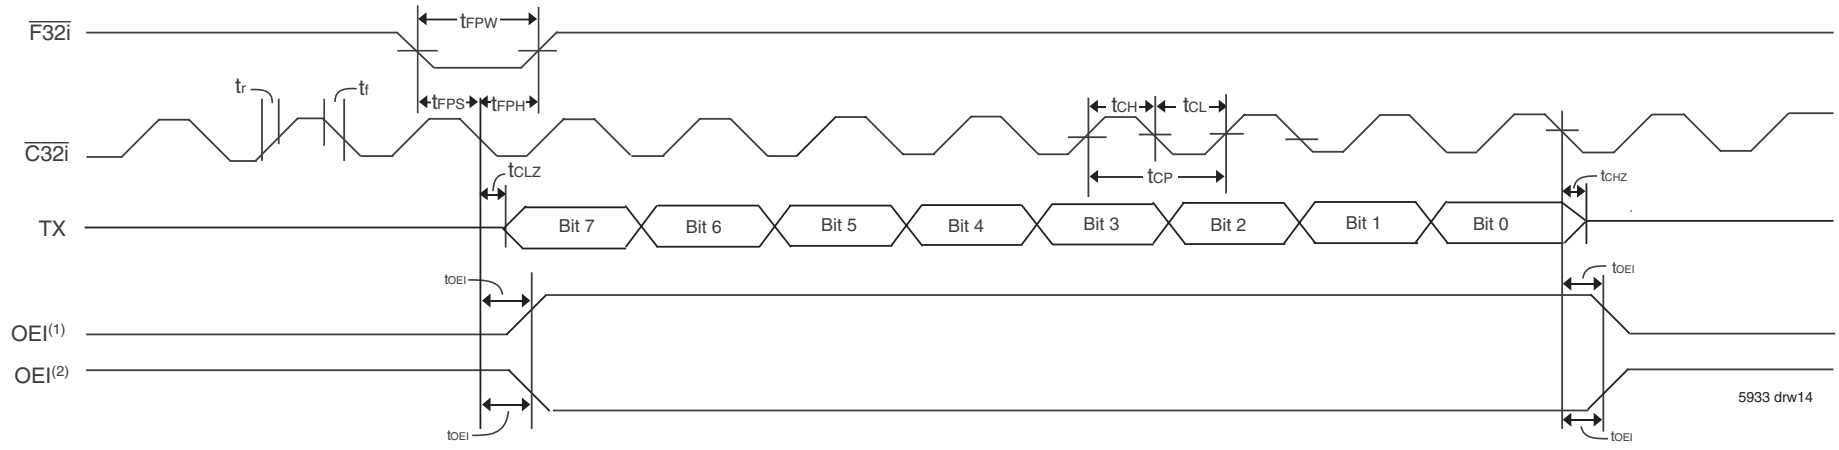 F32i
tFPW
tr
tf
tFPS
tFPH
tCH
tCL
C32i
tCLZ
tCP
tCHZ
TX
Bit 7
Bit 6
Bit 5
Bit 4
Bit 3
Bit 2
Bit 1
Bit 0
tOEI
tOEI
OEI(1)
OEI(2)
5933 drw14
tOEI
tOEI